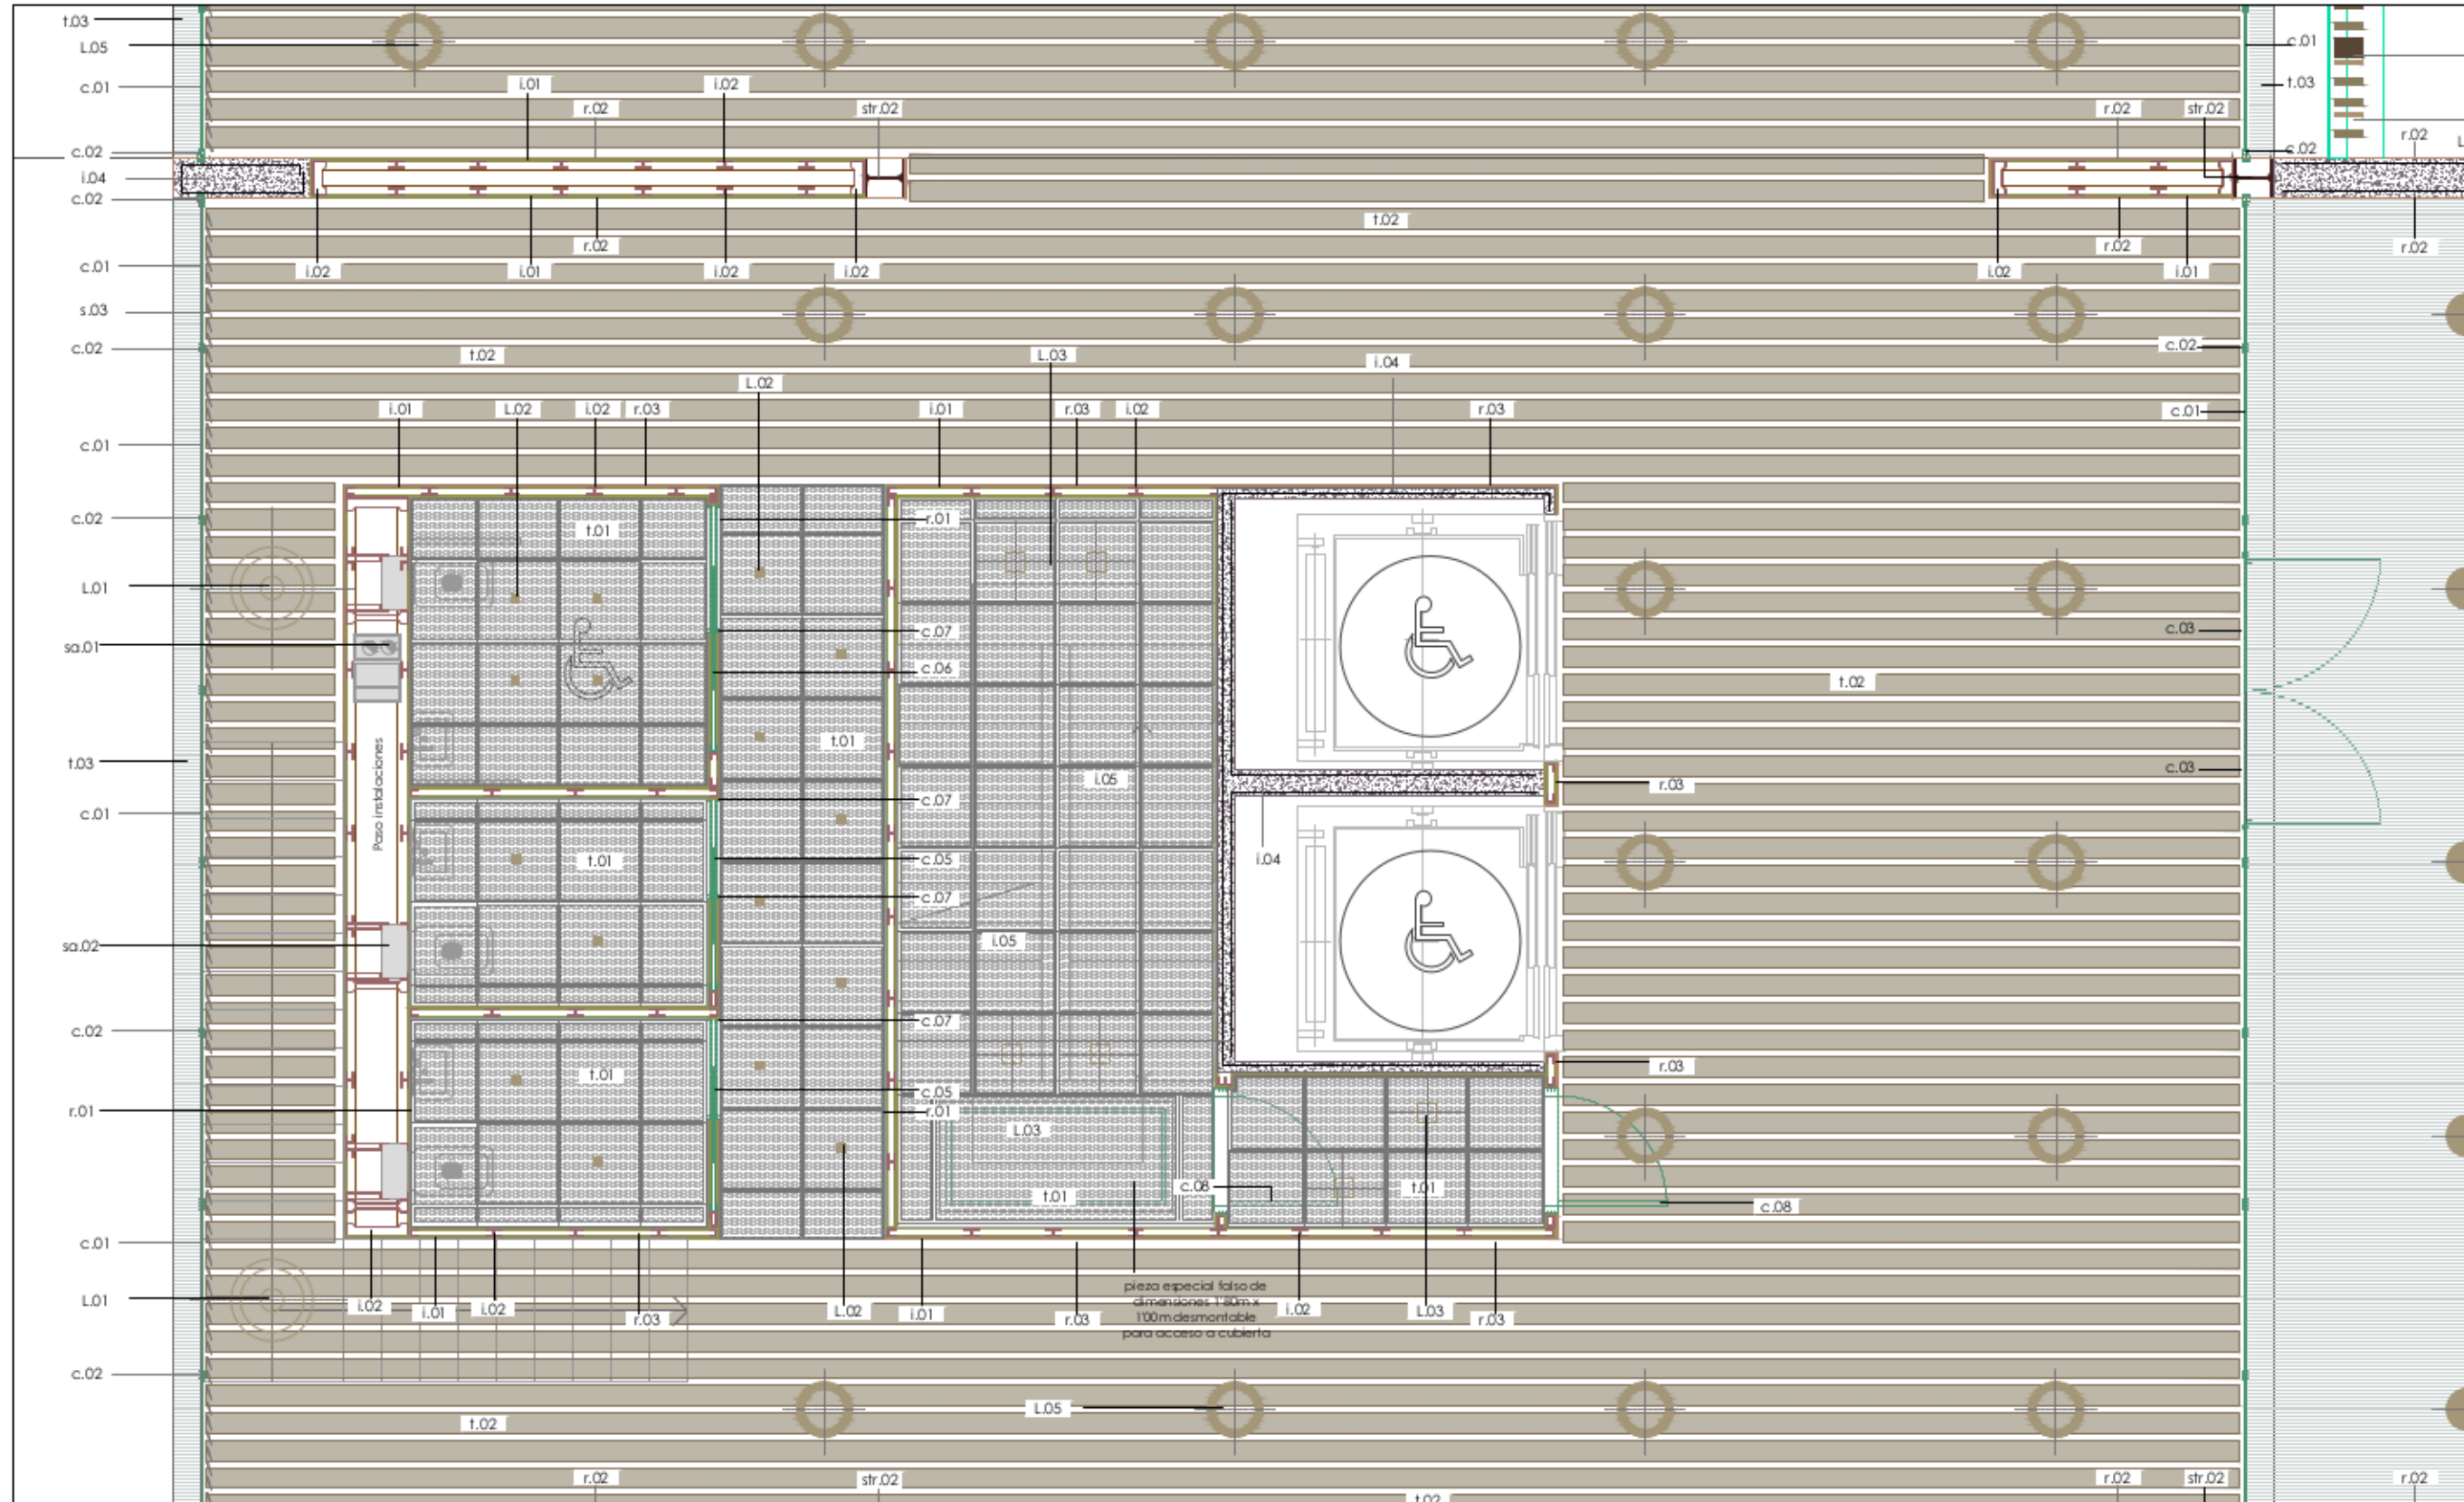 t.03
L.05
c.01
c.01
t.03
i.01
i.02
r.02
str.02
r.02
str.02
r.02
c.02
c.02
i.04
c.02
t.02
r.02
r.02
r.02
c.01
i.02
i.01
i.02
i.02
i.02
i.01
s.03
c.02
t.02
L.03
i.04
c.02
L.02
i.01
L.02
i.02
r.03
i.01
r.03
i.02
r.03
c.01
c.01
c.02
t.01
r.01
L.01
sa.01
c.07
c.03
c.06
t.02
Paso instalaciones
t.01
t.03
i.05
c.03
r.03
c.01
c.07
t.01
c.05
i.04
c.07
sa.02
i.05
c.02
c.07
t.01
r.03
c.05
r.01
r.01
L.03
t.01
c.08
t.01
c.08
c.01
L.01
i.02
i.01
i.02
r.03
L.02
i.01
r.03
pieza especial falso de
dimensiones 1'80m x
1'00m desmontable
para acceso a cubierta
i.02
L.03
r.03
c.02
L.05
t.02
r.02
str.02
r.02
str.02
r.02
t.02